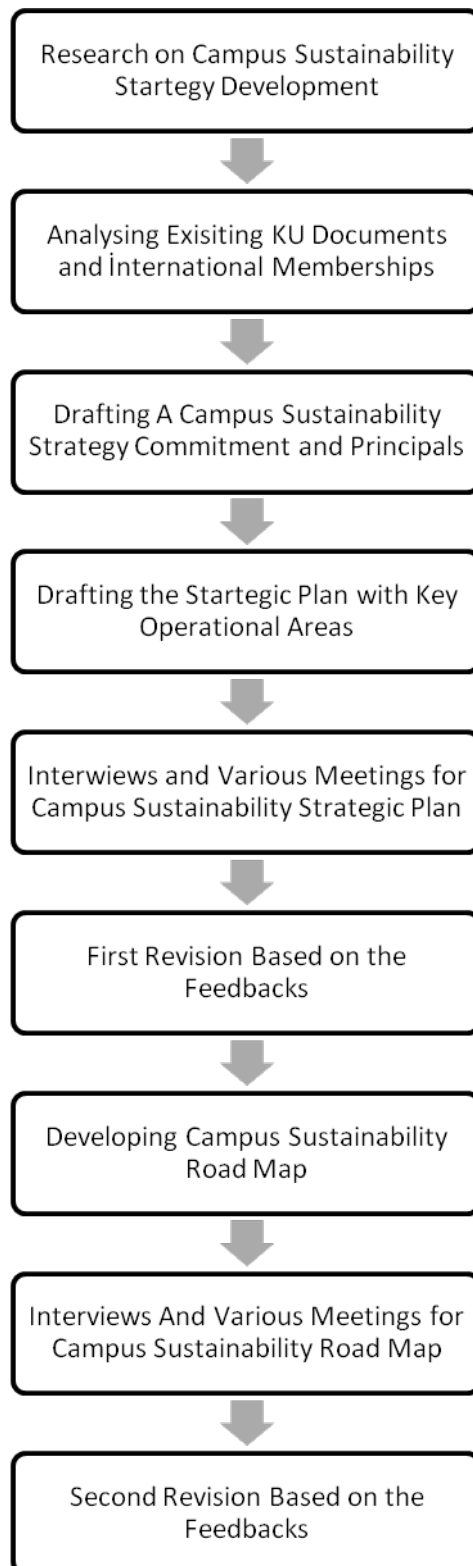 Research on Campus Sustainability
Startegy Development
Analysing Exisiting KU Documents
and İnternational Memberships
Drafting A Campus Sustainability
Strategy Commitment and Principals
Drafting the Startegic Plan with Key
Operational Areas
Interwiews and Various Meetings for
Campus Sustainability Strategic Plan
First Revision Based on the
Feedbacks
Developing Campus Sustainability
Road Map
Interviews And Various Meetings for
Campus Sustainability Road Map
Second Revision Based on the
Feedbacks